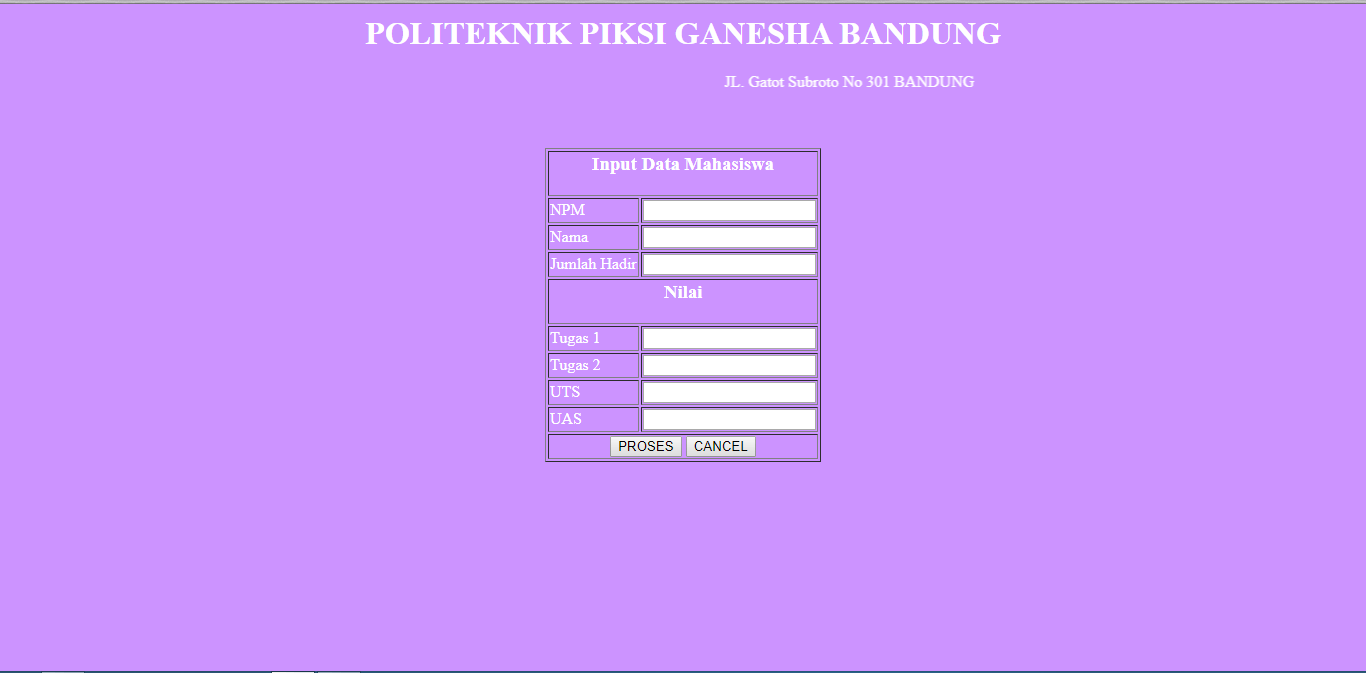 POLITEKNIK PIKSI GANESHA BANDUNG
JL. Gatot Subroto No 301 BANDUNG
Input Data Mahasiswa
NPM
Nama
Jumlah Hadir
Nilai
Tugas 1
Tugas 2
UTS
UAS
PROSES CANCEL